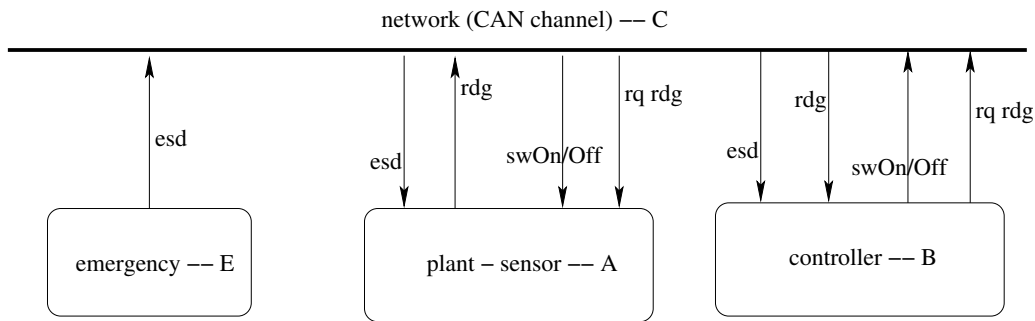 network (CAN channel) −− C
rdg
rq rdg
rdg
rq rdg
esd
esd
swOn/Off
esd
swOn/Off
emergency −− E
plant − sensor −− A
controller −− B